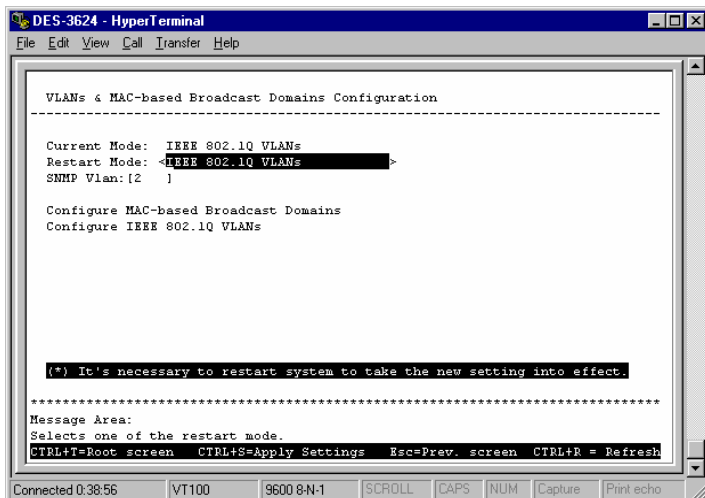 DES-3624 - HyperTerminal
File Edit View Call Transfer Help
VLANs & MAC-based Broadcast Domains Configuration
--------------------------------------------------------------------------------
Current Mode: IEEE 802.1Q VLANs
Restart Mode: <IEEE 802.1Q VLANs >
SNMP Vlan:[2 ]
Configure MAC-based Broadcast Domains
Configure IEEE 802.1Q VLANs
(*) It's necessary to restart system to take the new setting into effect.
********************************************************************************
Message Area:
Selects one of the restart mode.
CTRL+T=Root screen CTRL+S=Apply Settings Esc=Prev. screen CTRL+R = Refresh
Connected 0:38:56 VT100 9600 8-N-1 SCROLL CAPS NUM Capture Print echo